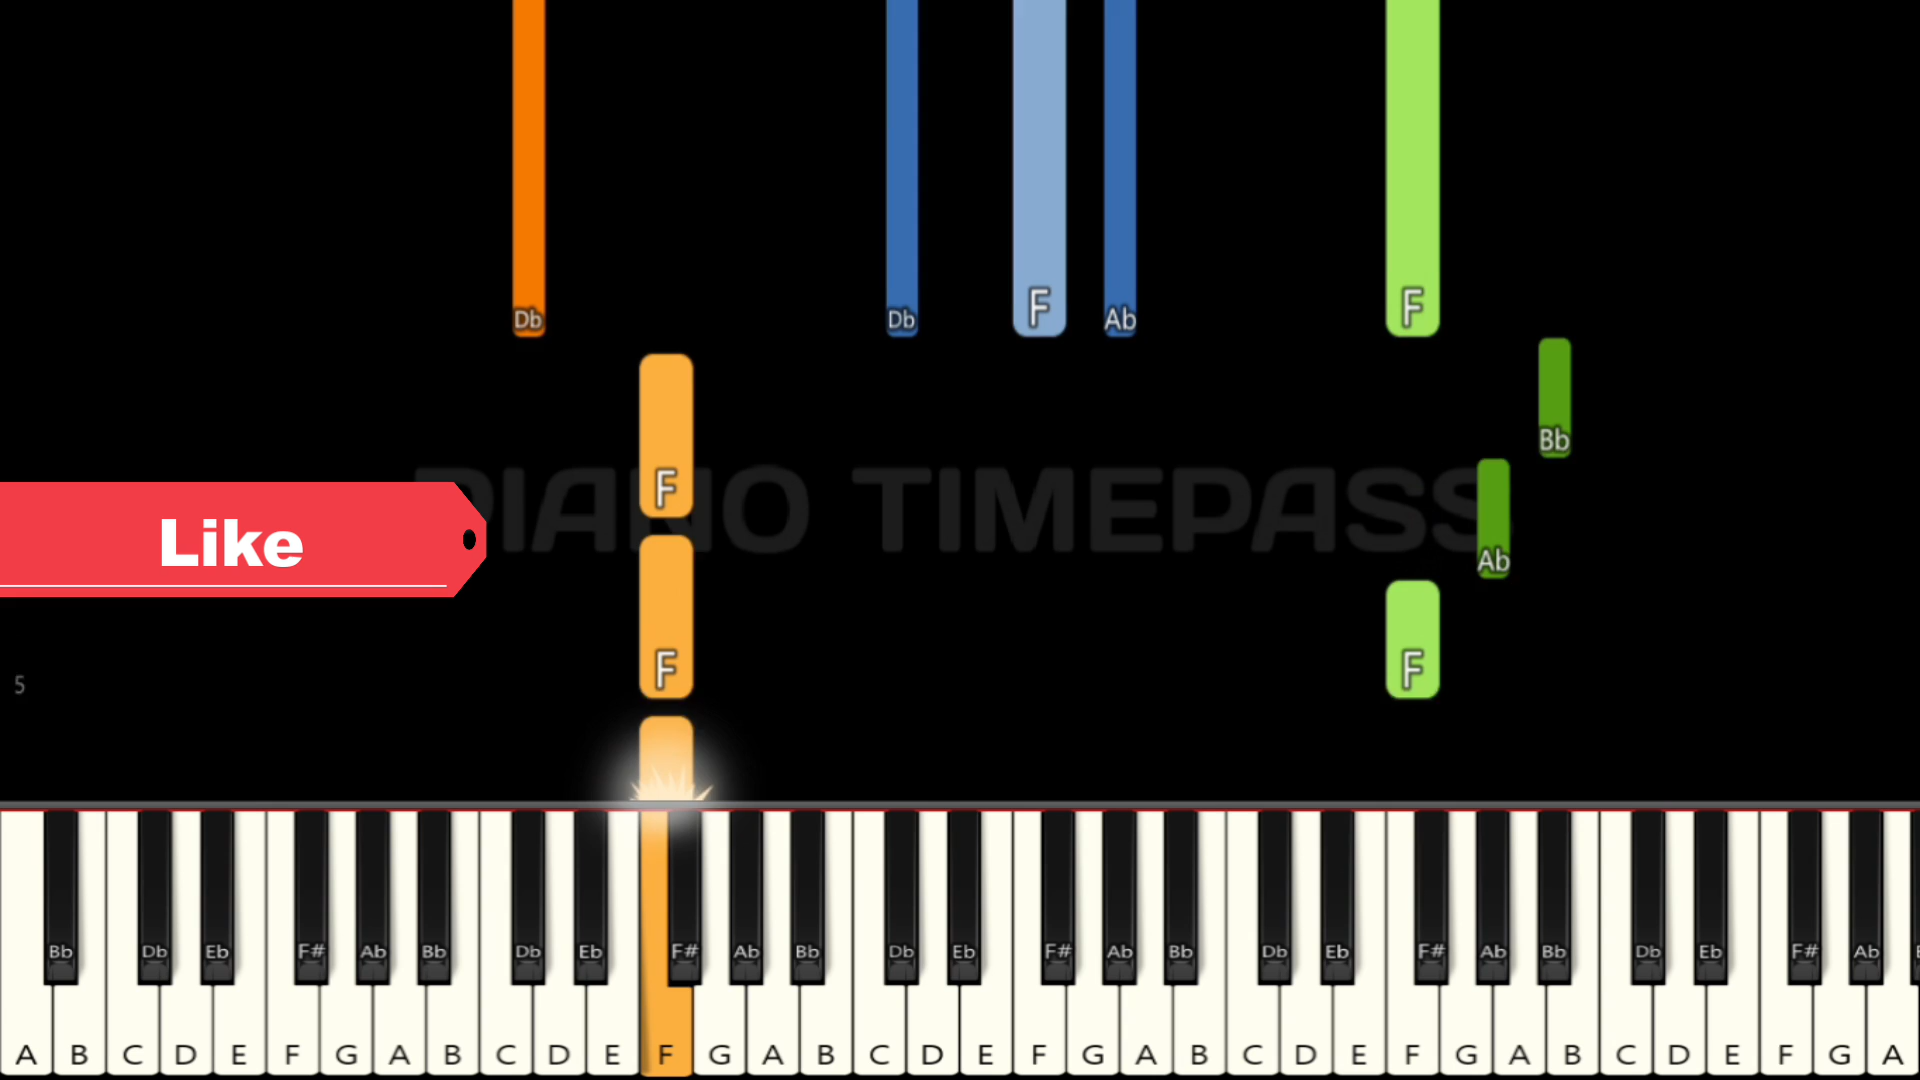 Db Db F Ab F
Bb
F
PIANO TIMEPASS
Like
Ab
F F
5
Bb Db Eb F# Ab Bb Db Eb F# Ab Bb Db Eb F# Ab Bb Db Eb F# Ab Bb Db Eb F# Ab
A B C D E F G A B C D E F G A B C D E F G A B C D E F G A B C D E F G A